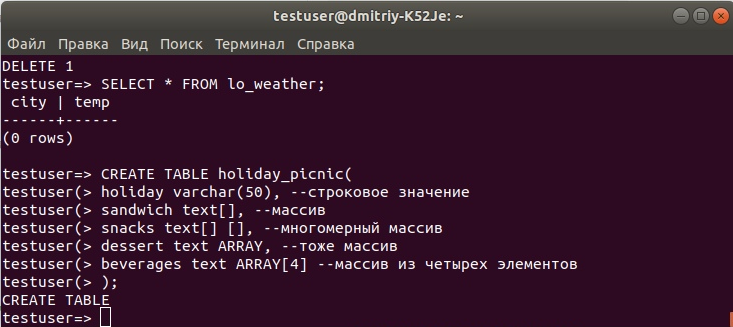 testuser@dmitriy-K52Je: ~
Файл Правка Вид Поиск Терминал Справка
DELETE 1
testuser=> SELECT * FROM lo_weather;
 city | temp
------+------
(0 rows)
testuser=> CREATE TABLE holiday_picnic(
testuser(> holiday varchar(50), --строковое значение
testuser(> sandwich text[], --массив
testuser(> snacks text[] [], --многомерный массив
testuser(> dessert text ARRAY, --тоже массив
testuser(> beverages text ARRAY[4] --массив из четырех элементов
testuser(> );
CREATE TABLE
testuser=>